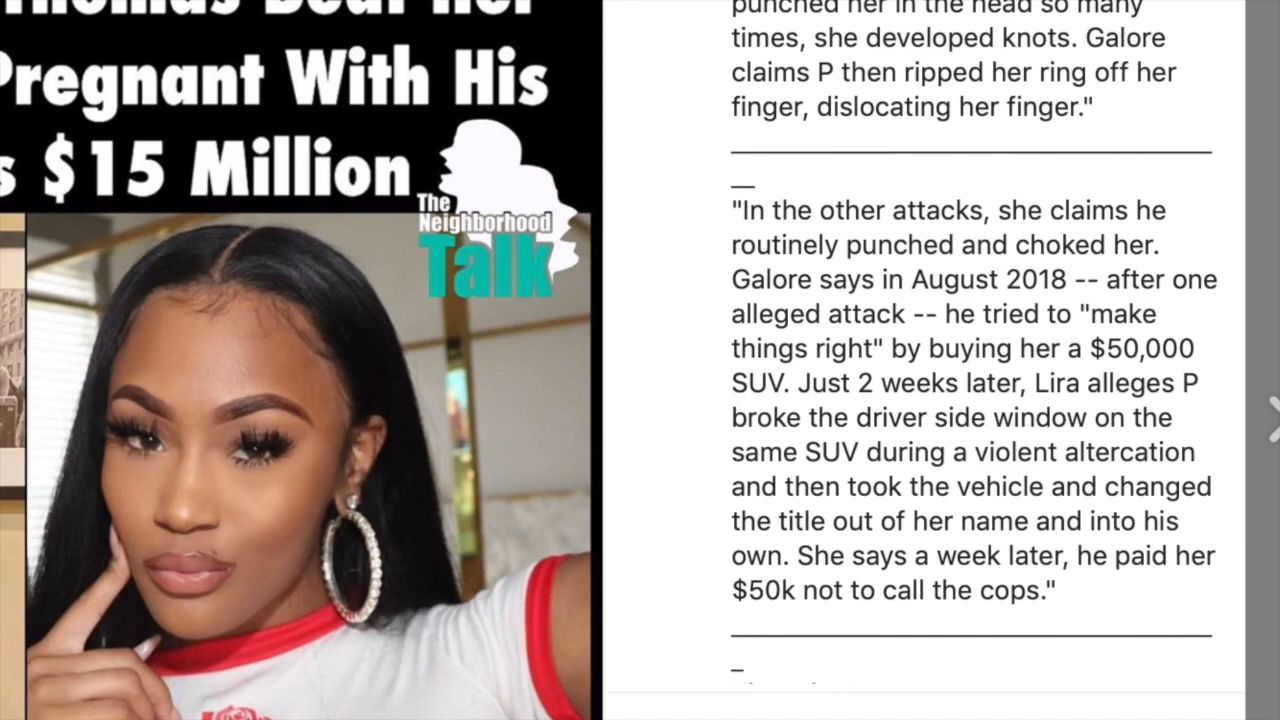 Thomas Beat Her
Pregnant With His
s $15 Million
The
Neighborhood
Talk
punched her in the head so many
times, she developed knots. Galore
claims P then ripped her ring off her
finger, dislocating her finger."
"In the other attacks, she claims he
routinely punched and choked her.
Galore says in August 2018 -- after one
alleged attack -- he tried to "make
things right" by buying her a $50,000
SUV. Just 2 weeks later, Lira alleges P
broke the driver side window on the
same SUV during a violent altercation
and then took the vehicle and changed
the title out of her name and into his
own. She says a week later, he paid her
$50k not to call the cops."